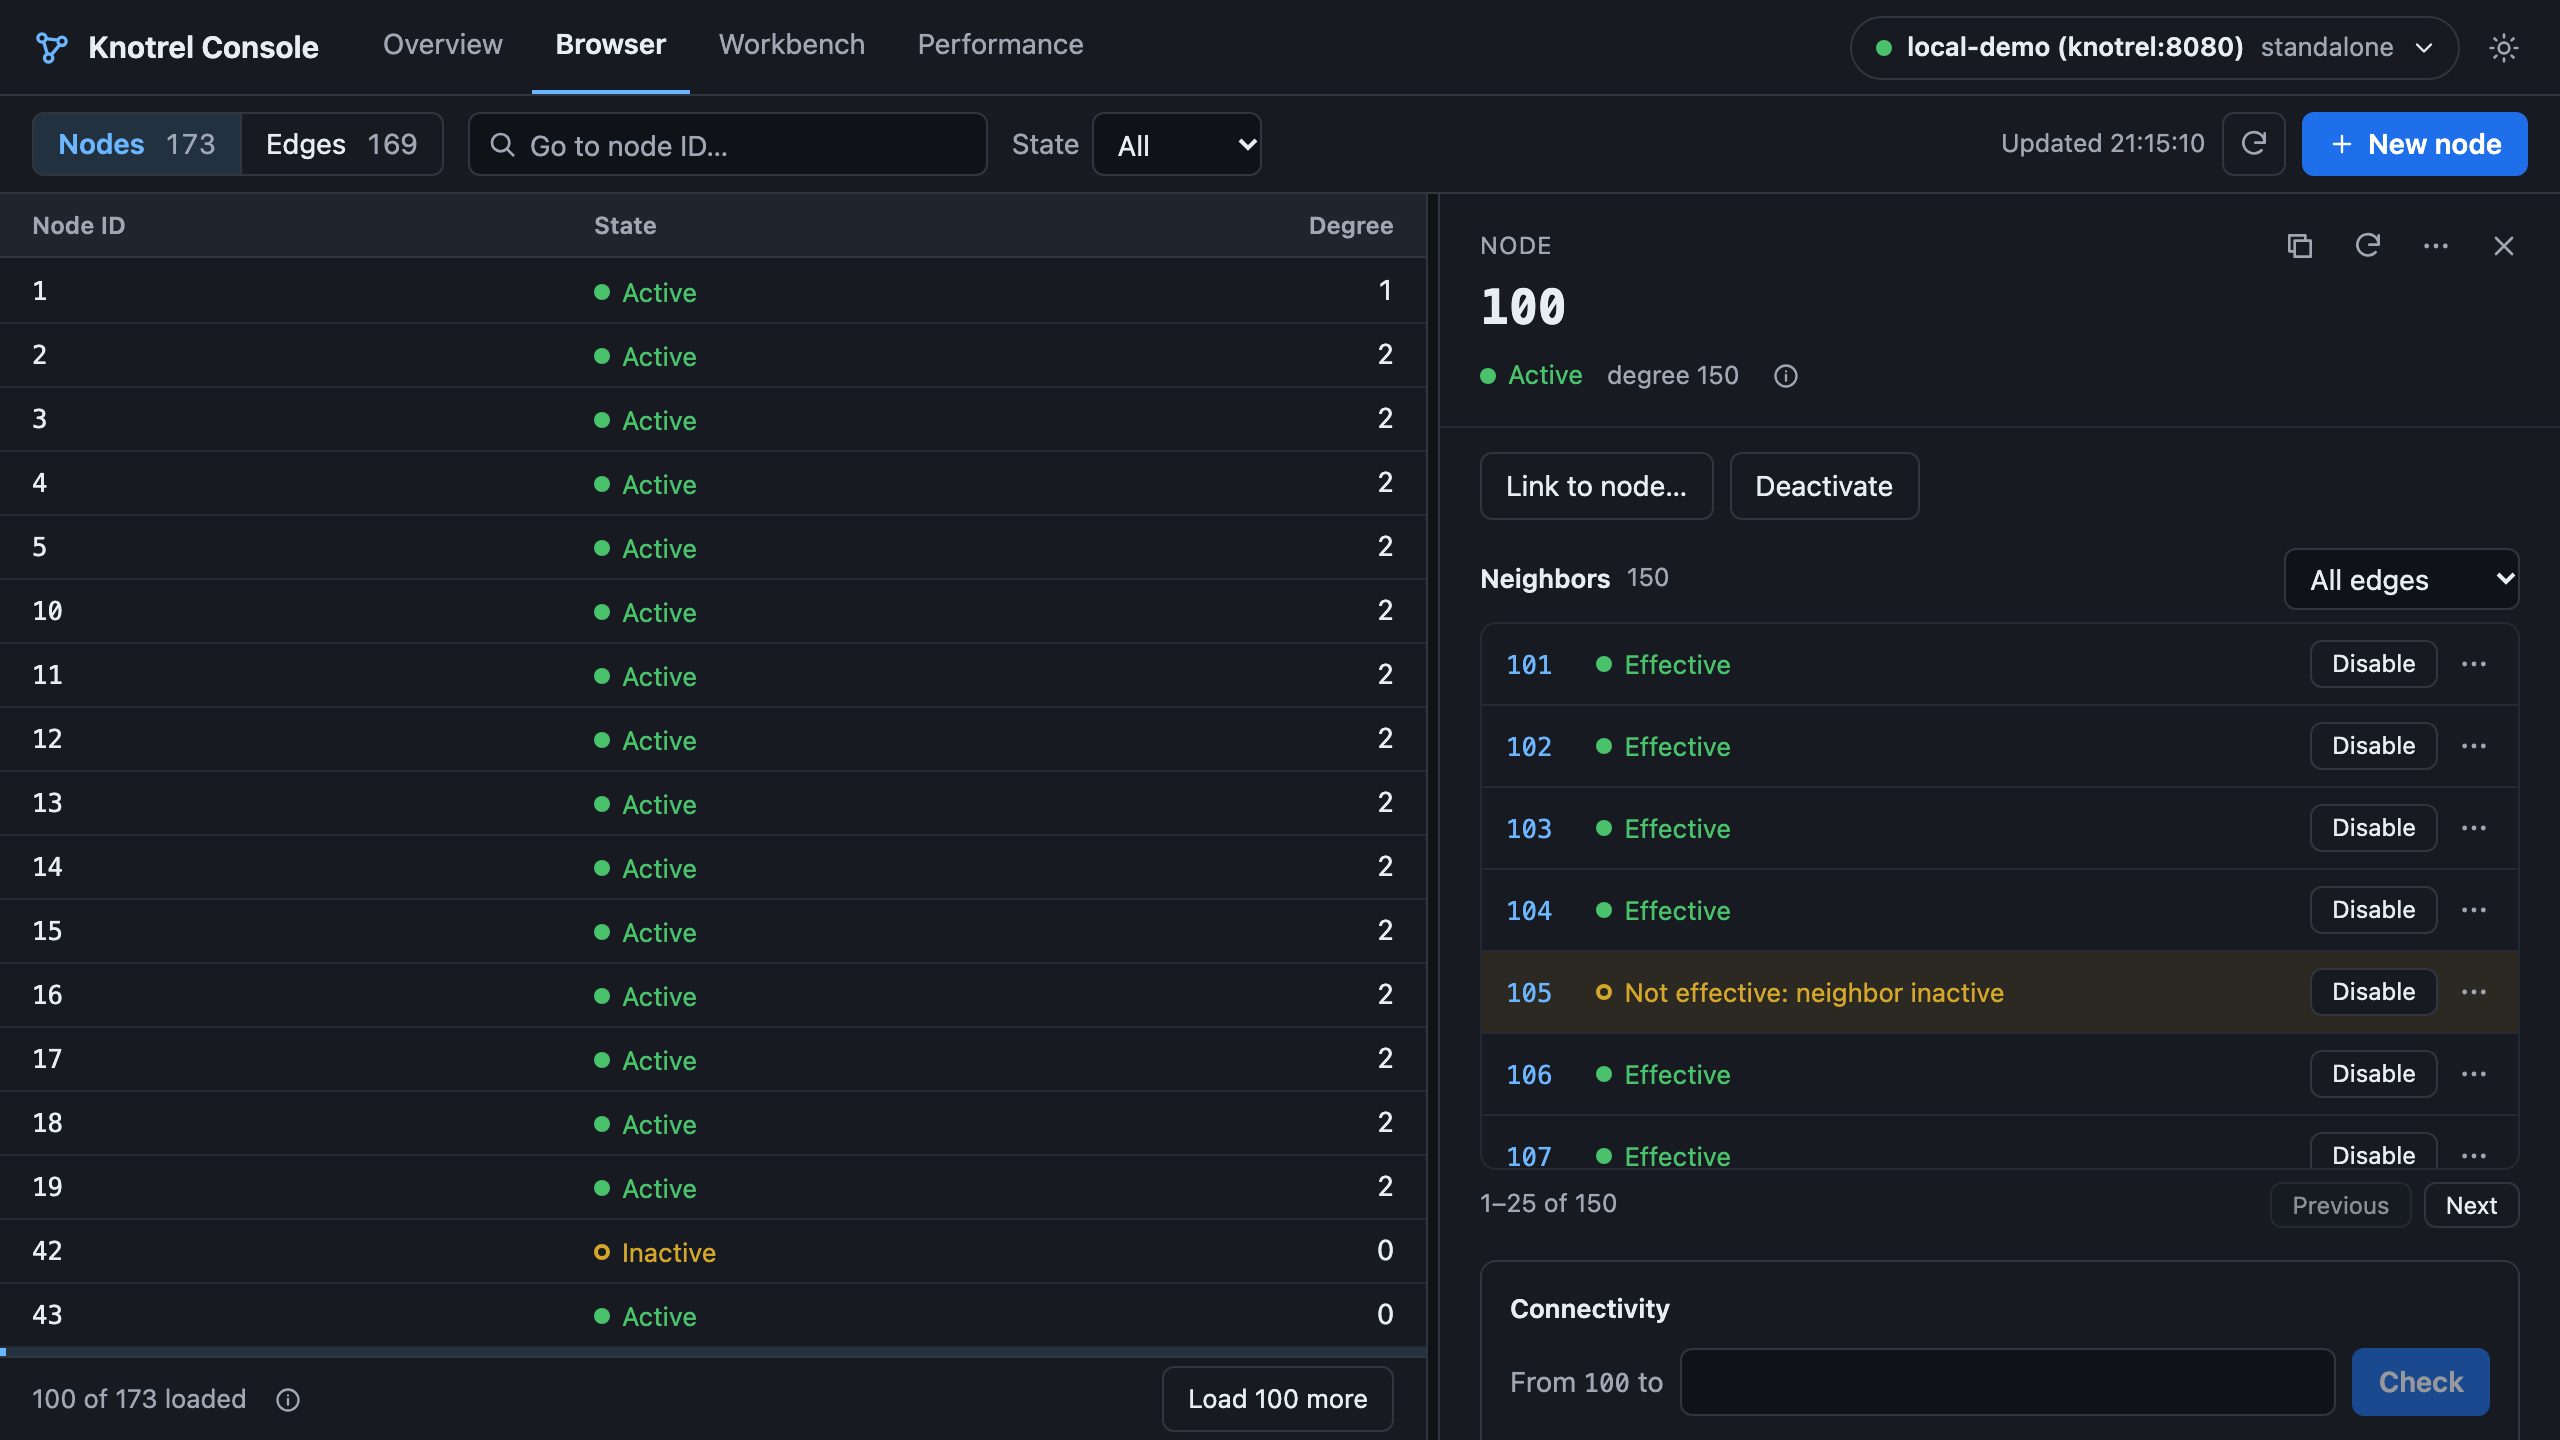 Knotrel Console Overview Browser Workbench Performance local-demo (knotrel:8080) standalone
Nodes 173 Edges 169 Go to node ID... State All Updated 21:15:10 + New node
Node ID State Degree
1 Active 1
2 Active 2
3 Active 2
4 Active 2
5 Active 2
10 Active 2
11 Active 2
12 Active 2
13 Active 2
14 Active 2
15 Active 2
16 Active 2
17 Active 2
18 Active 2
19 Active 2
42 Inactive 0
43 Active 0
100 of 173 loaded Load 100 more
NODE
100
Active degree 150
Link to node... Deactivate
Neighbors 150 All edges
101 Effective Disable ...
102 Effective Disable ...
103 Effective Disable ...
104 Effective Disable ...
105 Not effective: neighbor inactive Disable ...
106 Effective Disable ...
107 Effective Disable ...
1–25 of 150 Previous Next
Connectivity
From 100 to Check